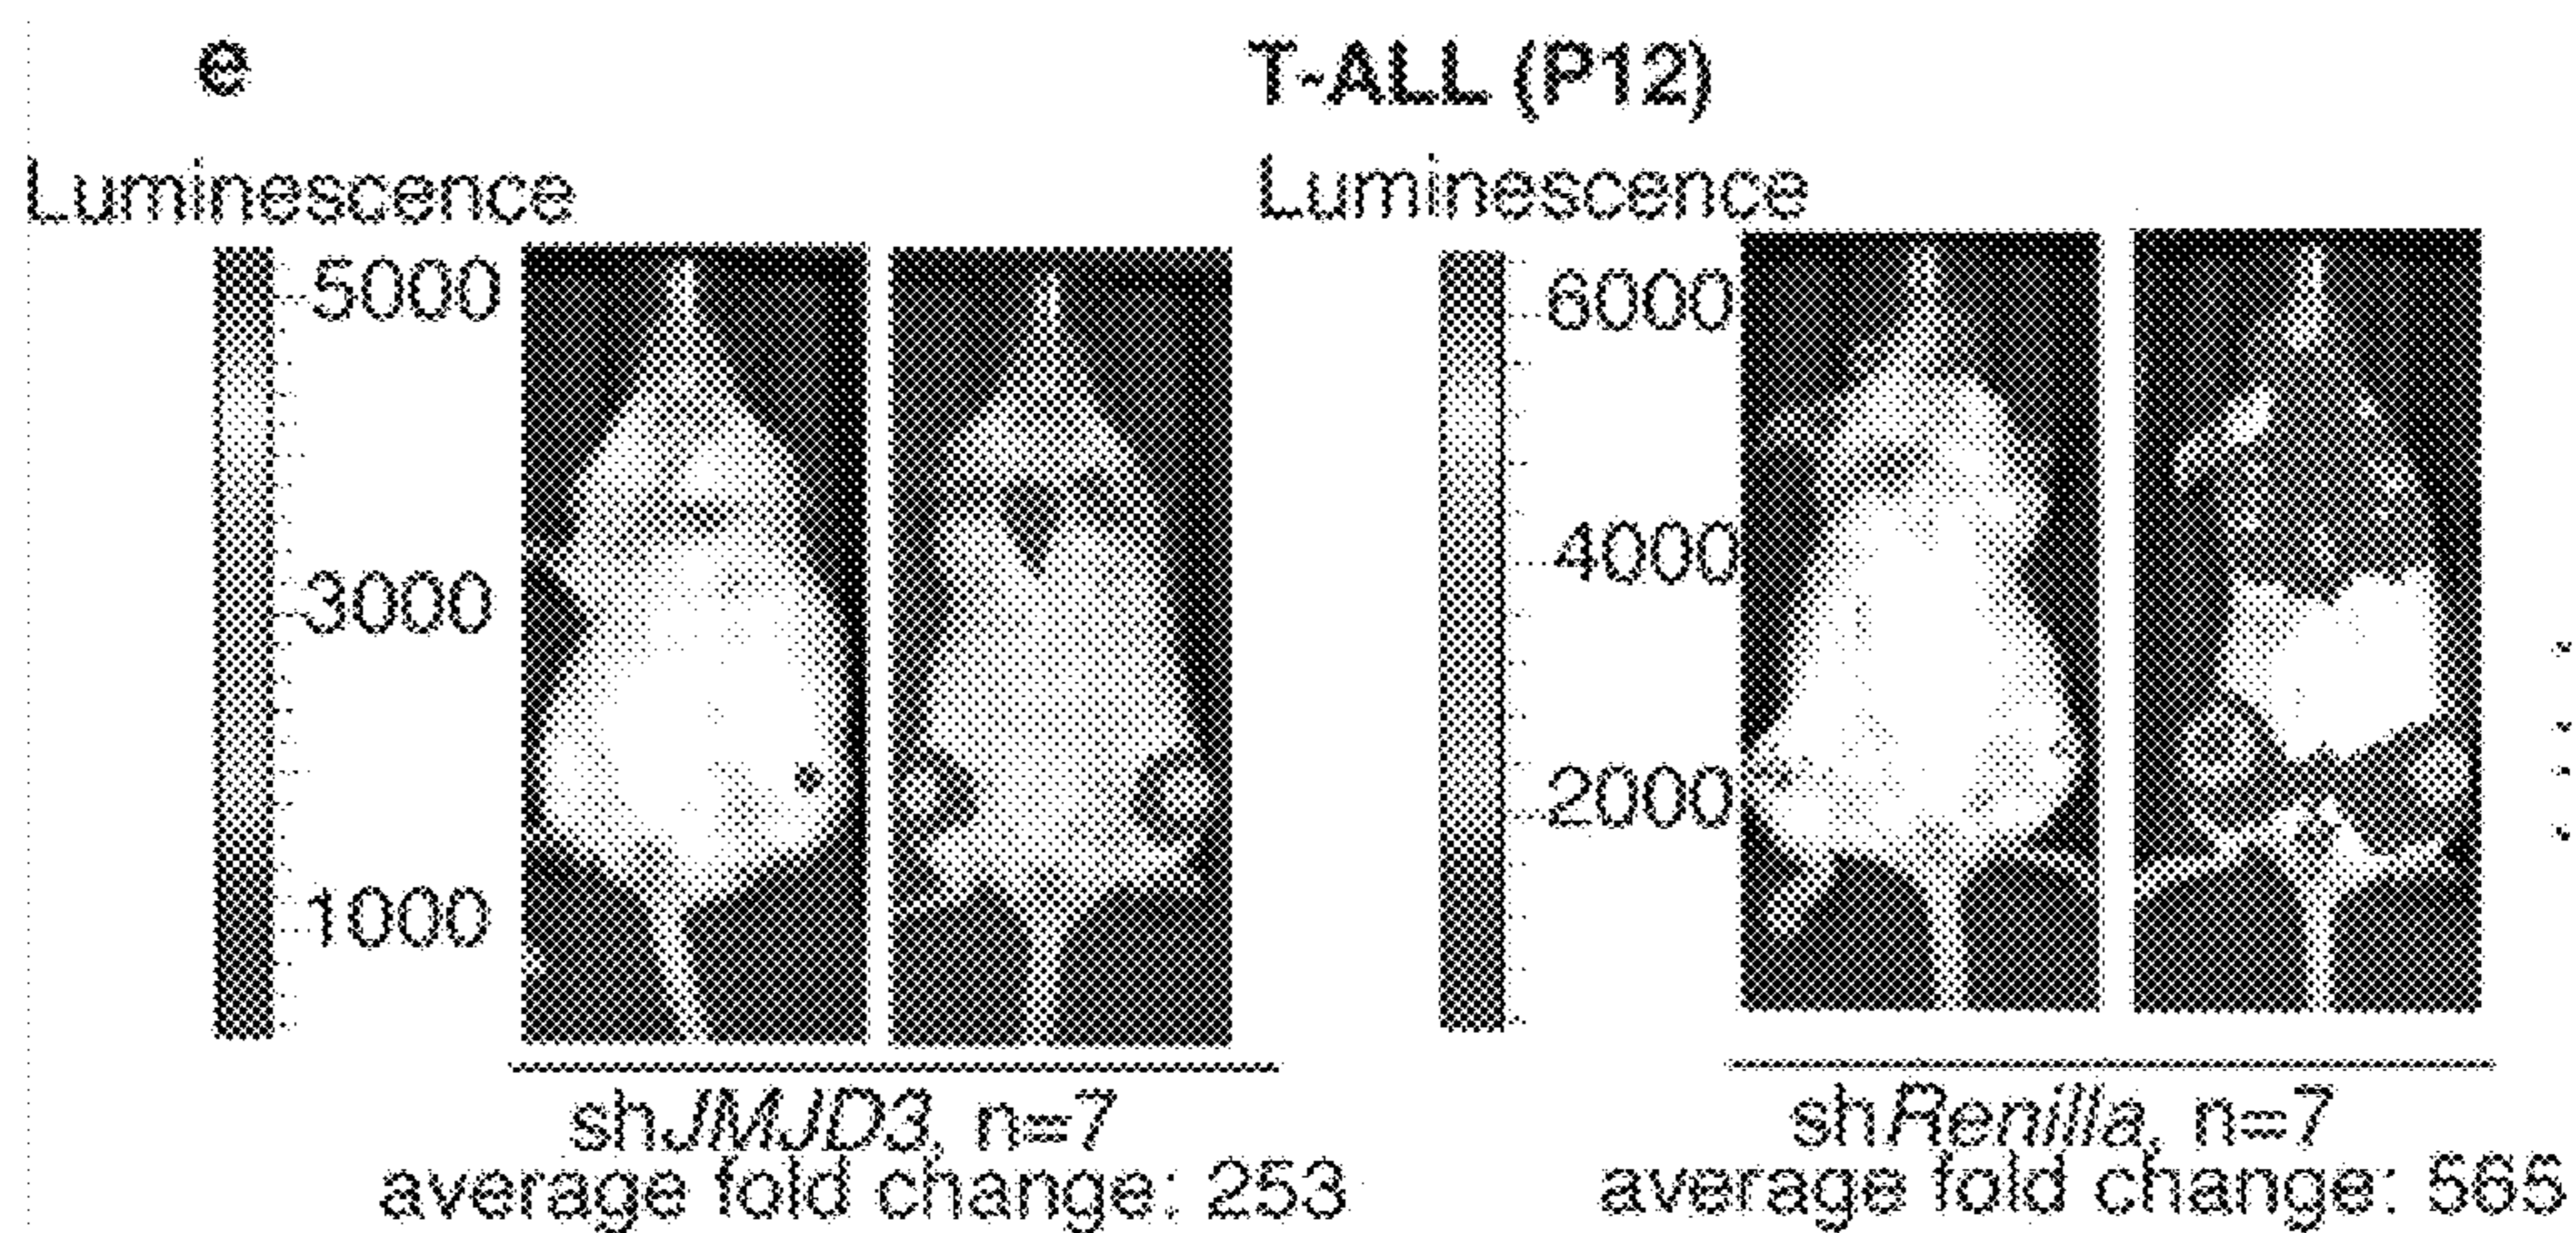 e
T-ALL (P12)
Luminescence
Luminescence
5000
3000
1000
6000
4000
2000
shJMJD3, n=7
average fold change: 253
shRenilla, n=7
average fold change: 565